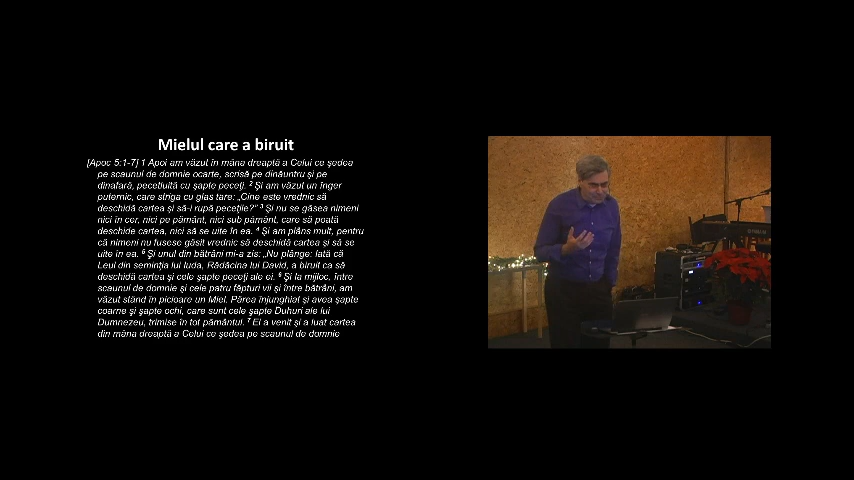 Mielul care a biruit
[Apoc 5:1-7] 1 Apoi am văzut în mâna dreaptă a Celui ce şedea
pe scaunul de domnie ocarte, scrisă pe dinăuntru şi pe
dinafară, pecetluită cu şapte peceţi. 2 Şi am văzut un înger
puternic, care striga cu glas tare: „Cine este vrednic să
deschidă cartea şi să-i rupă peceţile?” 3 Şi nu se găsea nimeni
nici în cer, nici pe pământ, nici sub pământ, care să poată
deschide cartea, nici să se uite în ea. 4 Şi am plâns mult, pentru
că nimeni nu fusese găsit vrednic să deschidă cartea şi să se
uite în ea. 5 Şi unul din bătrâni mi-a zis: „Nu plânge: Iată că
Leul din seminţia lui Iuda, Rădăcina lui David, a biruit ca să
deschidă cartea şi cele şapte peceţi ale ei. 6 Şi la mijloc, între
scaunul de domnie şi cele patru făpturi vii şi între bătrâni, am
văzut stând în picioare un Miel. Părea înjunghiat şi avea şapte
coarne şi şapte ochi, care sunt cele şapte Duhuri ale lui
Dumnezeu, trimise în tot pământul. 7 El a venit şi a luat cartea
din mâna dreaptă a Celui ce şedea pe scaunul de domnie